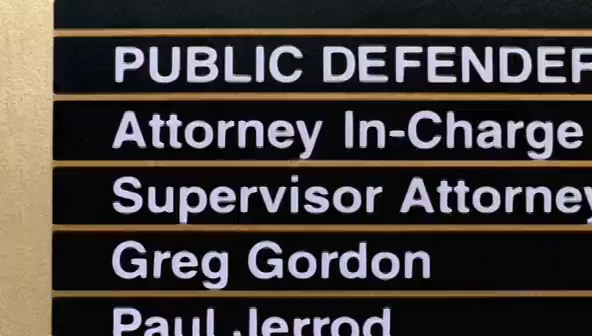 PUBLIC DEFENDER
Attorney In-Charge
Supervisor Attorney
Greg Gordon
Paul Jerrod